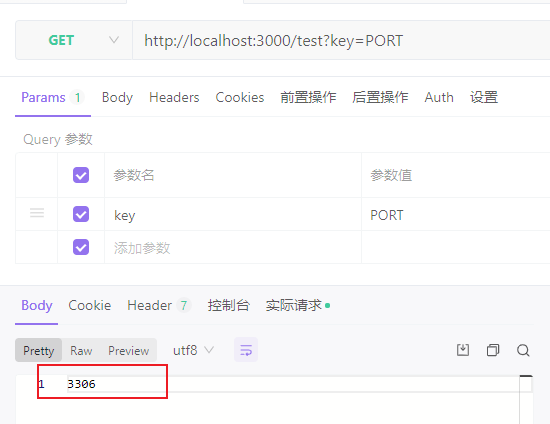 GET http://localhost:3000/test?key=PORT
Params 1 Body Headers Cookies 前置操作 后置操作 Auth 设置
Query 参数
参数名 参数值
key PORT
添加参数
Body Cookie Header 7 控制台 实际请求
Pretty Raw Preview utf8
1 3306